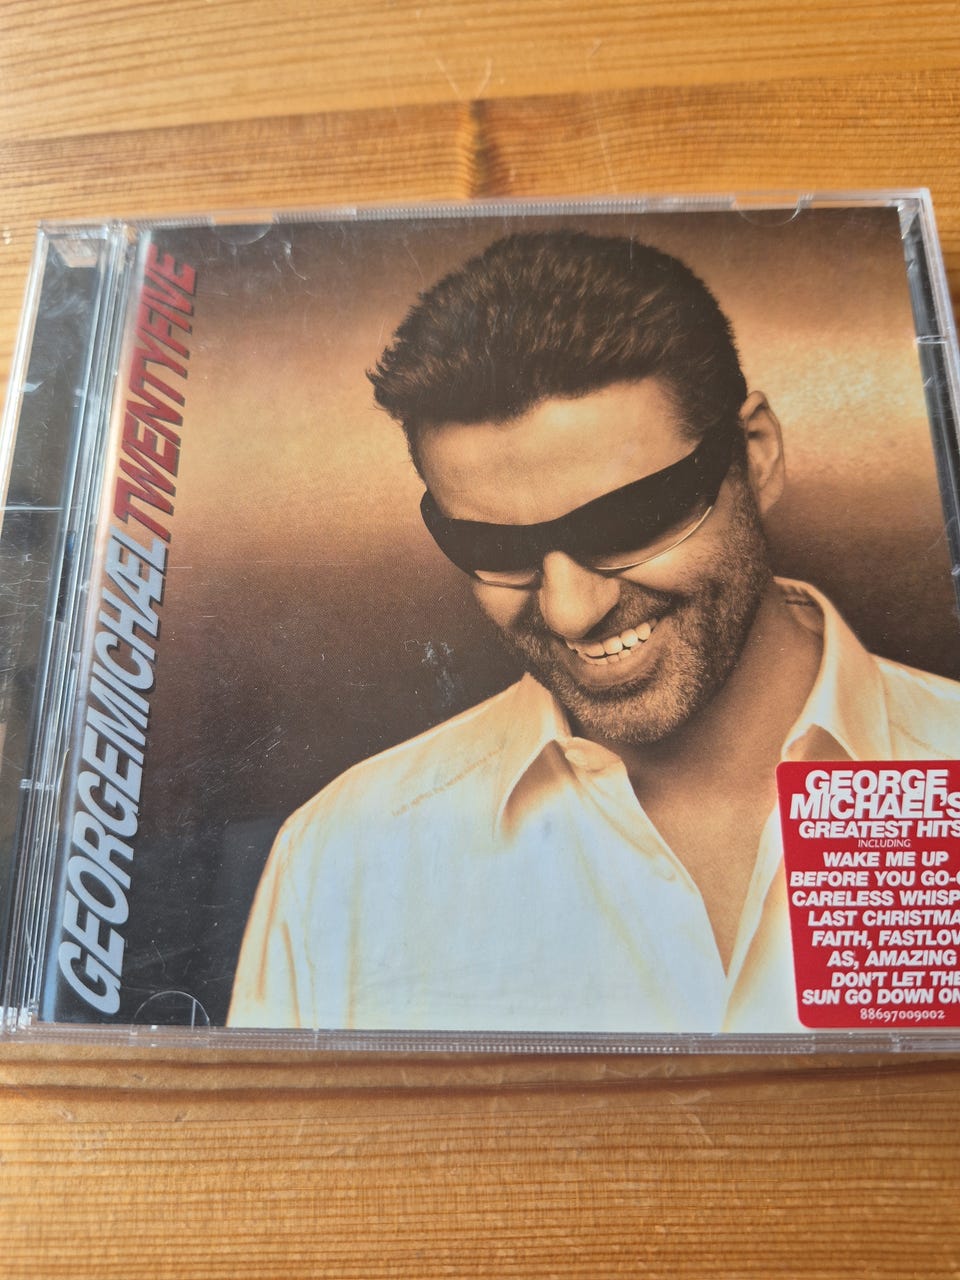 GEORGEMICHÆLTWENTYFIVE
GEORGE
MICHAEL'S
GREATEST HITS
INCLUDING
WAKE ME UP
BEFORE YOU GO-
CARELESS WHISP
LAST CHRISTMA
FAITH, FASTLOV
AS, AMAZING
DON'T LET THE
SUN GO DOWN ON
88697009002